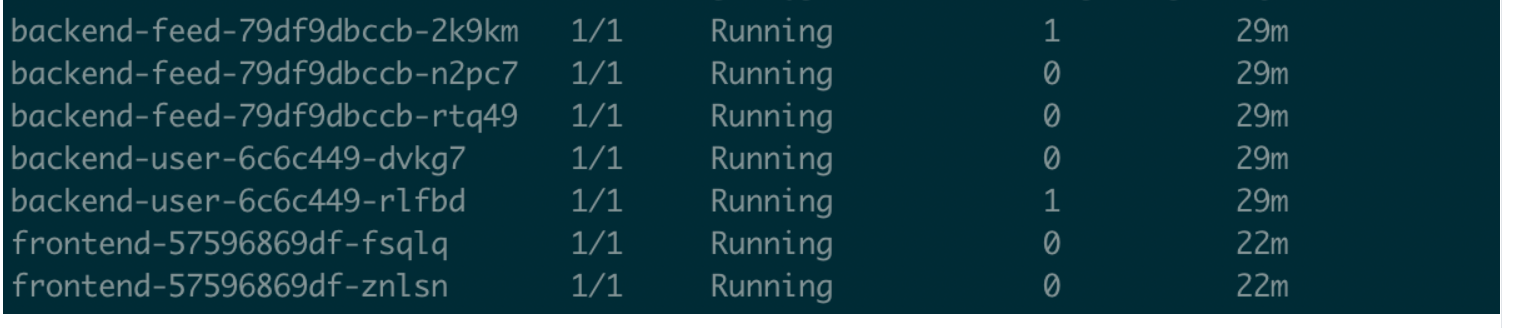 backend-feed-79df9dbccb-2k9km 1/1 Running 1 29m
backend-feed-79df9dbccb-n2pc7 1/1 Running 0 29m
backend-feed-79df9dbccb-rtq49 1/1 Running 0 29m
backend-user-6c6c449-dvkg7 1/1 Running 0 29m
backend-user-6c6c449-rlfbd 1/1 Running 1 29m
frontend-57596869df-fsqlq 1/1 Running 0 22m
frontend-57596869df-znlsn 1/1 Running 0 22m